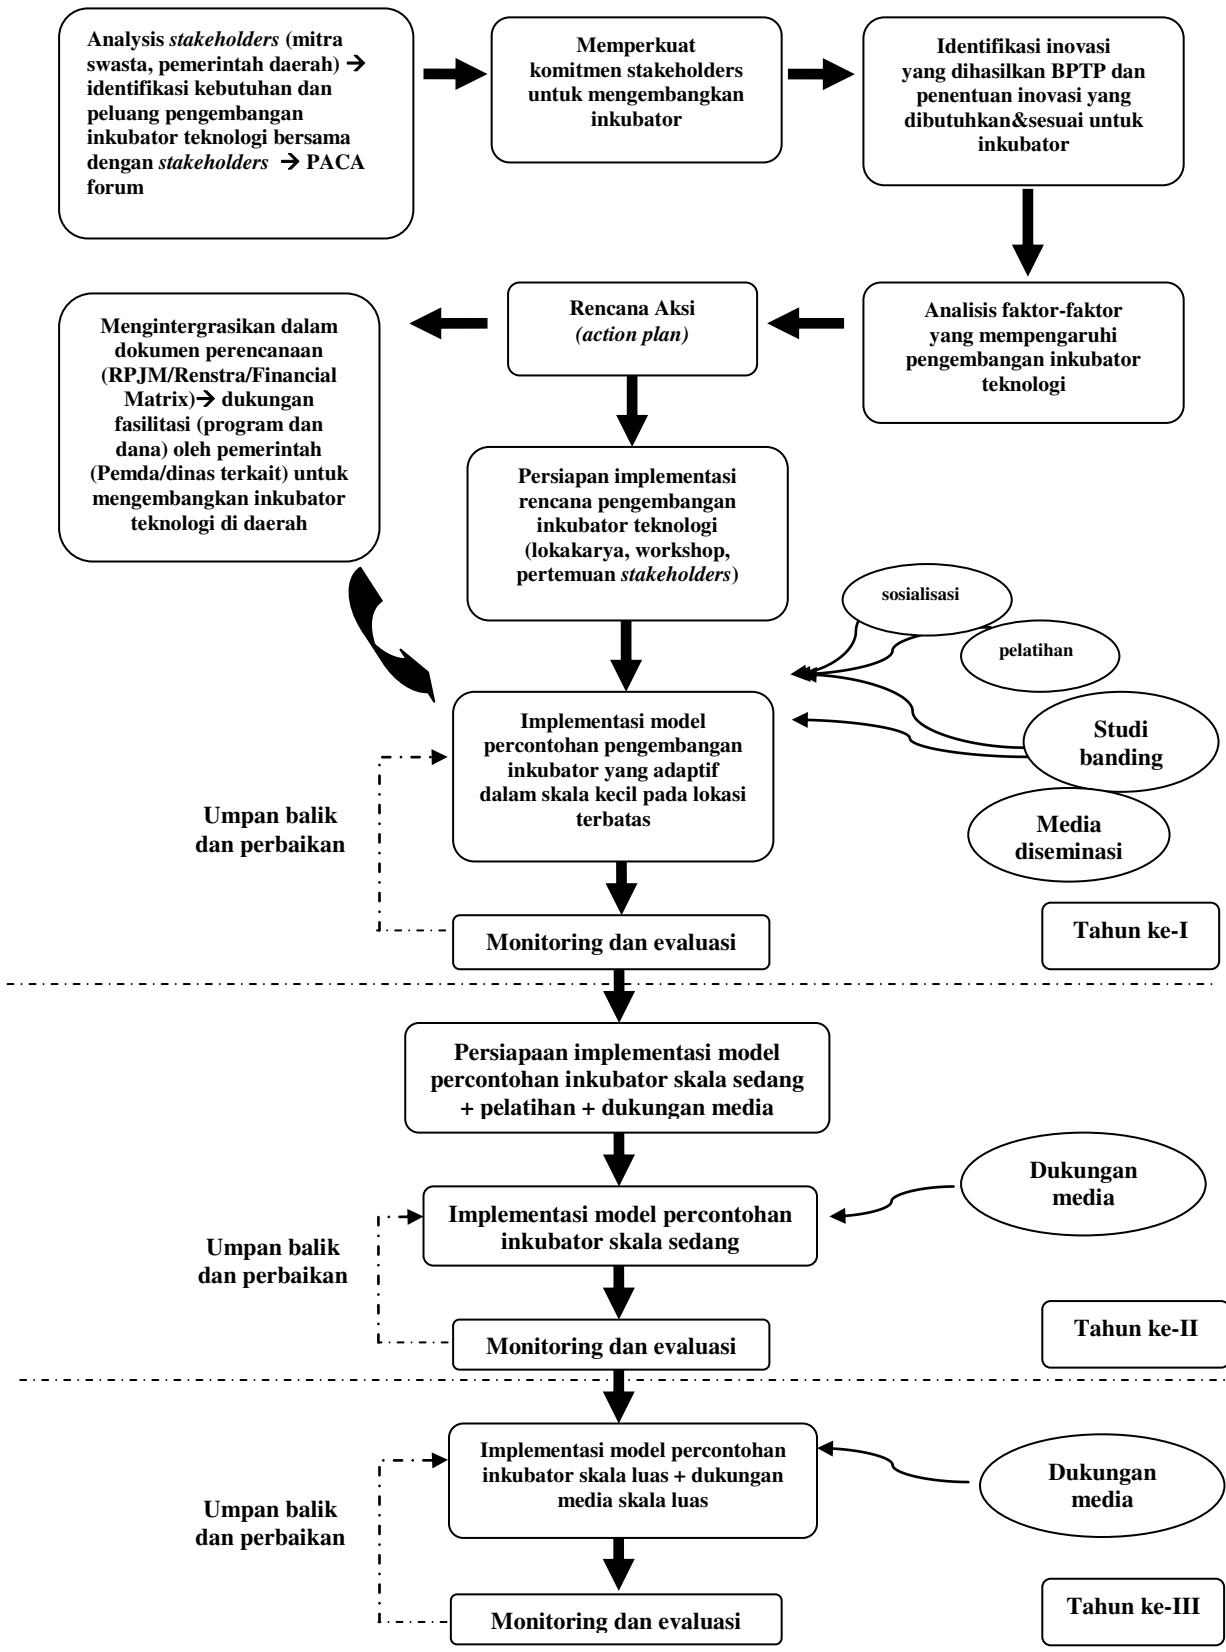 Analysis stakeholders (mitra
swasta, pemerintah daerah) →
identifikasi kebutuhan dan
peluang pengembangan
inkubator teknologi bersama
dengan stakeholders → PACA
forum
Memperkuat
komitmen stakeholders
untuk mengembangkan
inkubator
Identifikasi inovasi
yang dihasilkan BPTP dan
penentuan inovasi yang
dibutuhkan&sesuai untuk
inkubator
Mengintergrasikan dalam
dokumen perencanaan
(RPJM/Renstra/Financial
Matrix)→ dukungan
fasilitasi (program dan
dana) oleh pemerintah
(Pemda/dinas terkait) untuk
mengembangkan inkubator
teknologi di daerah
Rencana Aksi
(action plan)
Analisis faktor-faktor
yang mempengaruhi
pengembangan inkubator
teknologi
Persiapan implementasi
rencana pengembangan
inkubator teknologi
(lokakarya, workshop,
pertemuan stakeholders)
sosialisasi
pelatihan
Studi
banding
Media
diseminasi
Implementasi model
percontohan pengembangan
inkubator yang adaptif
dalam skala kecil pada lokasi
terbatas
Umpan balik
dan perbaikan
Monitoring dan evaluasi
Tahun ke-I
Persiapaan implementasi model
percontohan inkubator skala sedang
+ pelatihan + dukungan media
Dukungan
media
Implementasi model percontohan
inkubator skala sedang
Umpan balik
dan perbaikan
Monitoring dan evaluasi
Tahun ke-II
Implementasi model percontohan
inkubator skala luas + dukungan
media skala luas
Dukungan
media
Umpan balik
dan perbaikan
Monitoring dan evaluasi
Tahun ke-III